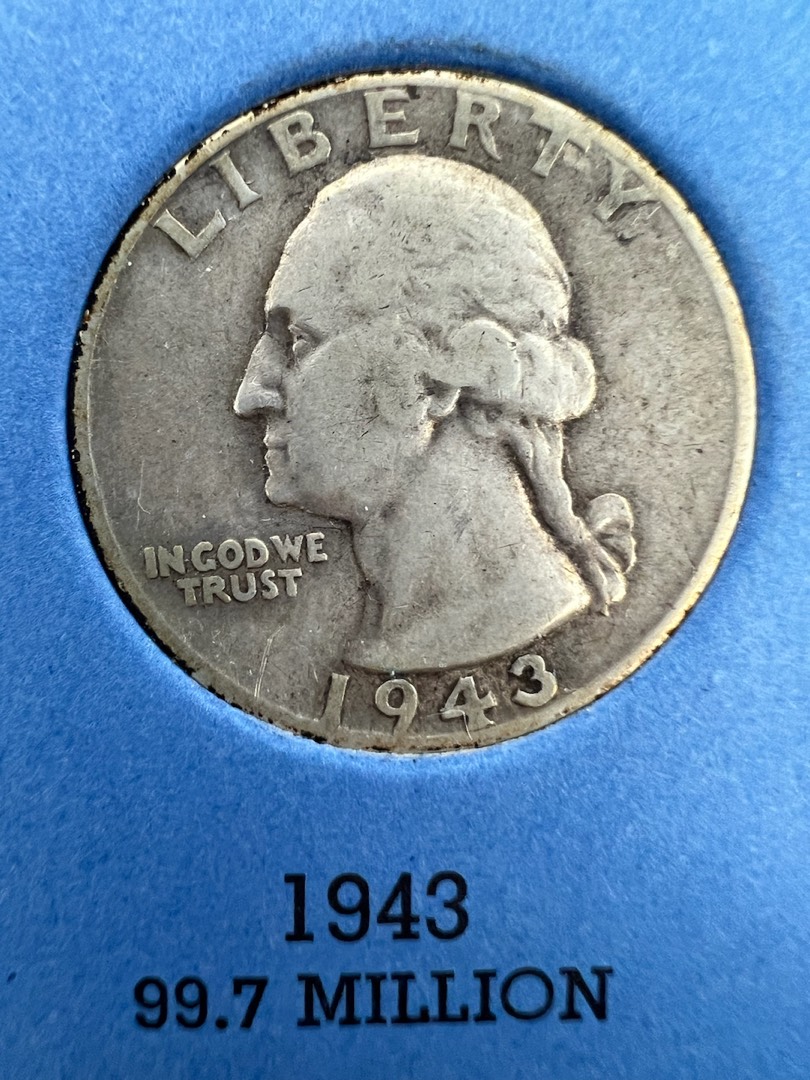 LIBERTY
IN GOD WE
TRUST
1943
1943
99.7 MILLION